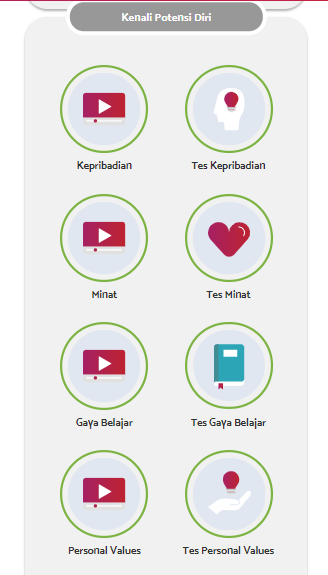 Kenali Potensi Diri
Kepribadian
Tes Kepribadian
Minat
Tes Minat
Gaya Belajar
Tes Gaya Belajar
Personal Values
Tes Personal Values